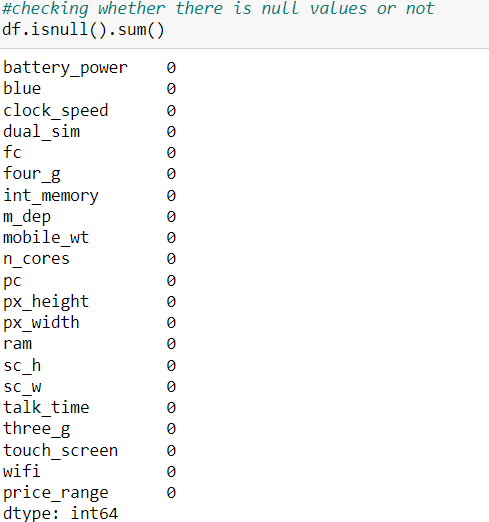 #checking whether there is null values or not
df.isnull().sum()
battery_power 0
blue 0
clock_speed 0
dual_sim 0
fc 0
four_g 0
int_memory 0
m_dep 0
mobile_wt 0
n_cores 0
pc 0
px_height 0
px_width 0
ram 0
sc_h 0
sc_w 0
talk_time 0
three_g 0
touch_screen 0
wifi 0
price_range 0
dtype: int64